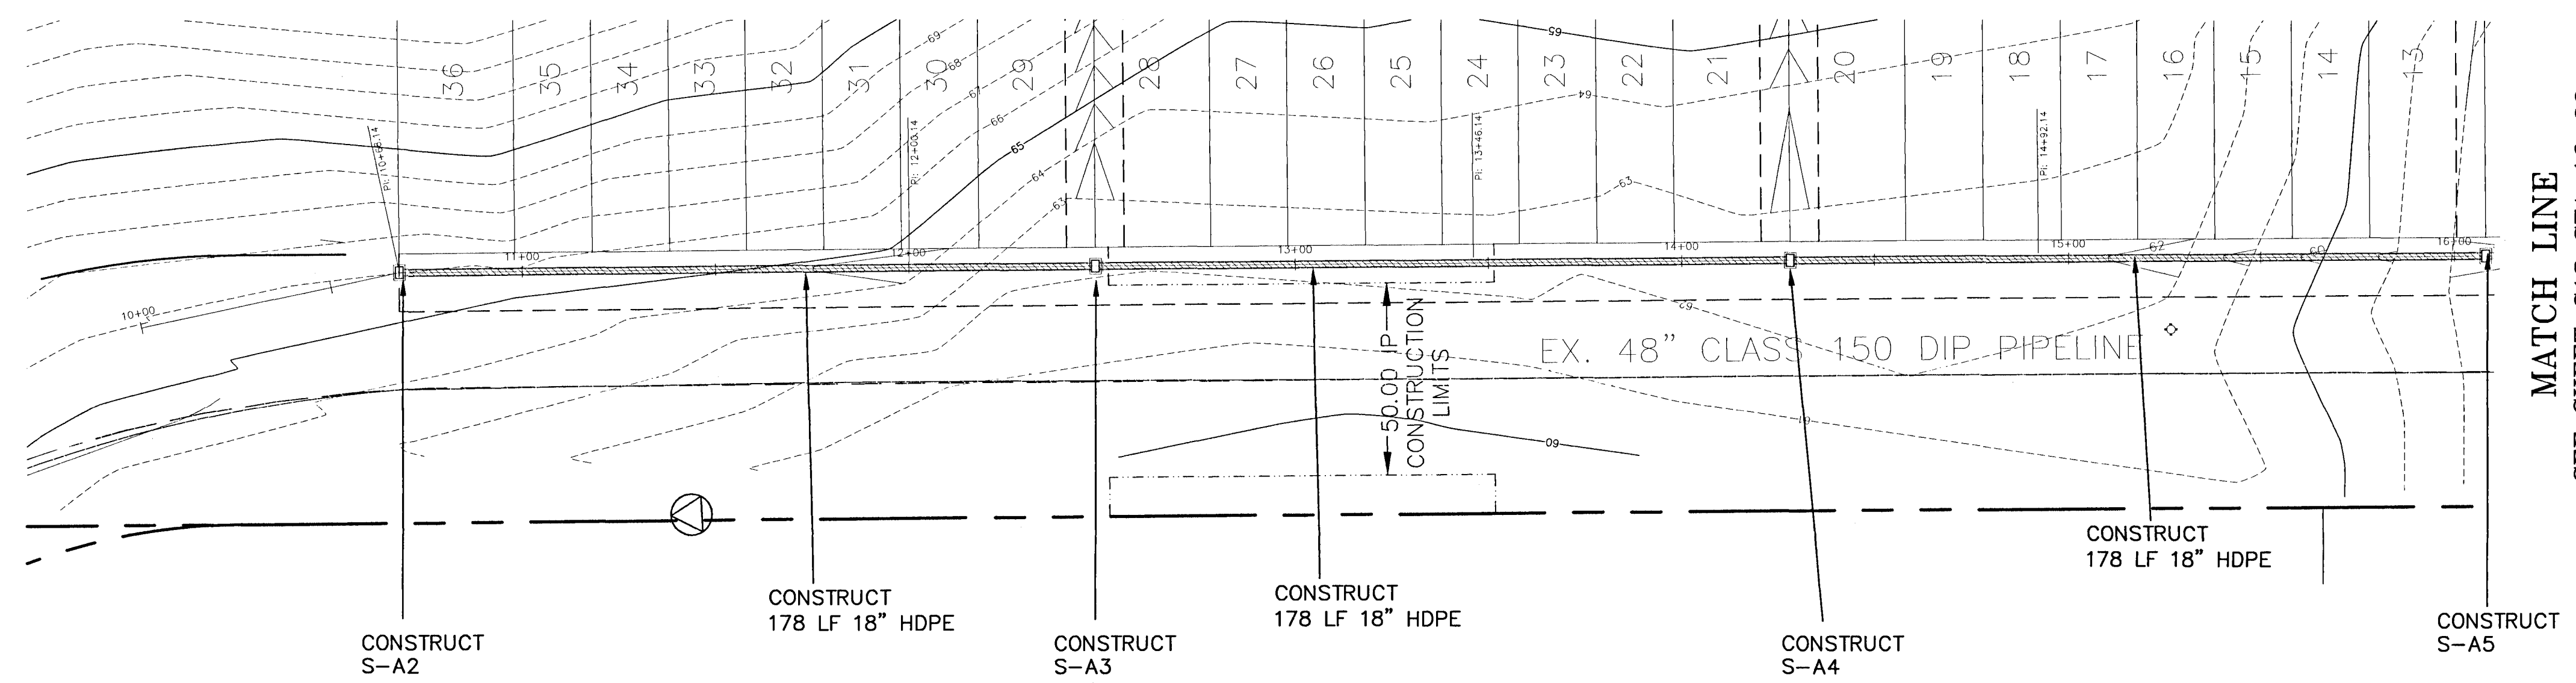 36
35
34
33
32
31
30
29
28
27
26
25
24
23
22
21
20
19
18
17
16
15
14
13
69
68
67
66
65
64
63
65
64
63
62
60
62
61
60
PI: 10+68.14
PI: 12+00.14
PI: 13+46.14
PI: 14+92.14
10+00
11+00
12+00
13+00
14+00
15+00
16+00
EX. 48" CLASS 150 DIP PIPELINE
50.00 IP
CONSTRUCTION
LIMITS
MATCH LINE
CONSTRUCT
S-A2
CONSTRUCT
178 LF 18" HDPE
CONSTRUCT
S-A3
CONSTRUCT
178 LF 18" HDPE
CONSTRUCT
S-A4
CONSTRUCT
178 LF 18" HDPE
CONSTRUCT
S-A5